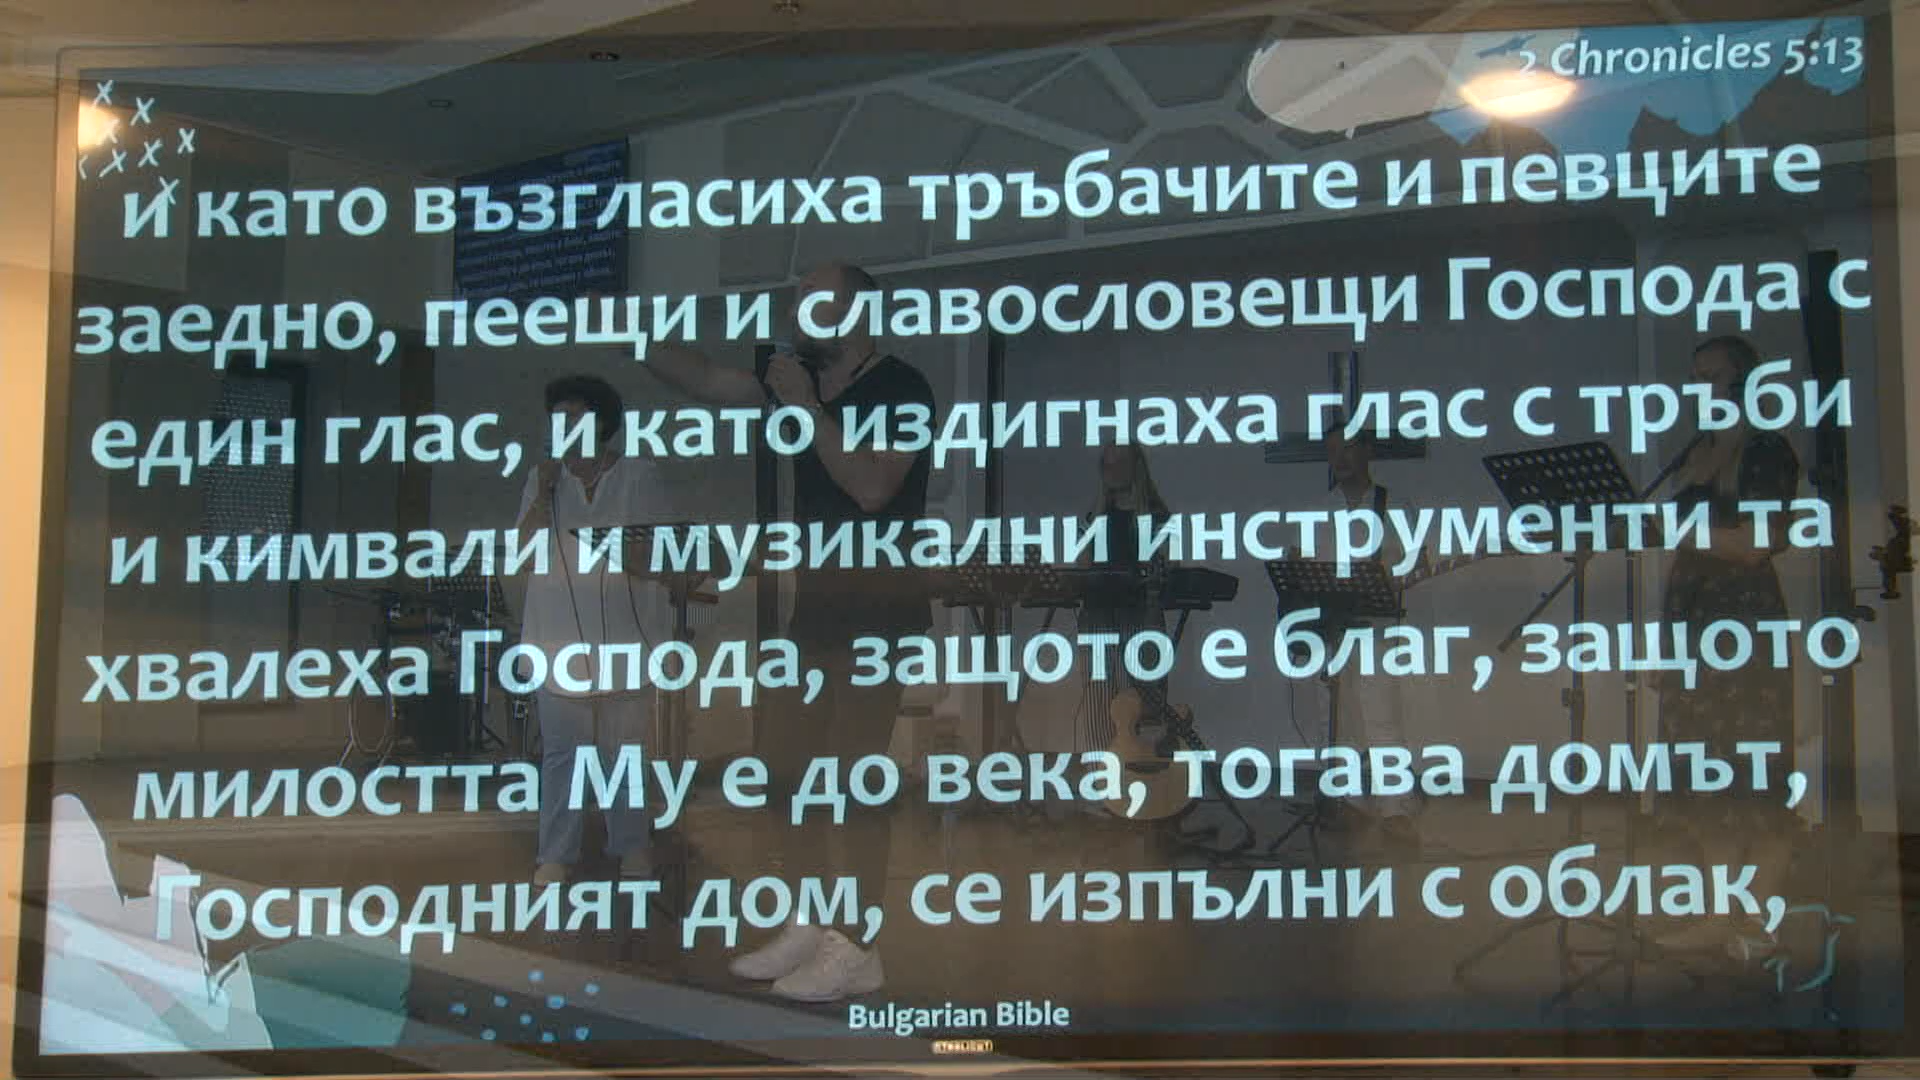 2 Chronicles 5:13
и като възгласиха тръбачите и певците
заедно, пеещи и славословещи Господа с
един глас, и като издигнаха глас с тръби
и кимвали и музикални инструменти та
хвалеха Господа, защото е благ, защото
милостта Му е до века, тогава домът,
Господният дом, се изпълни с облак,
Bulgarian Bible